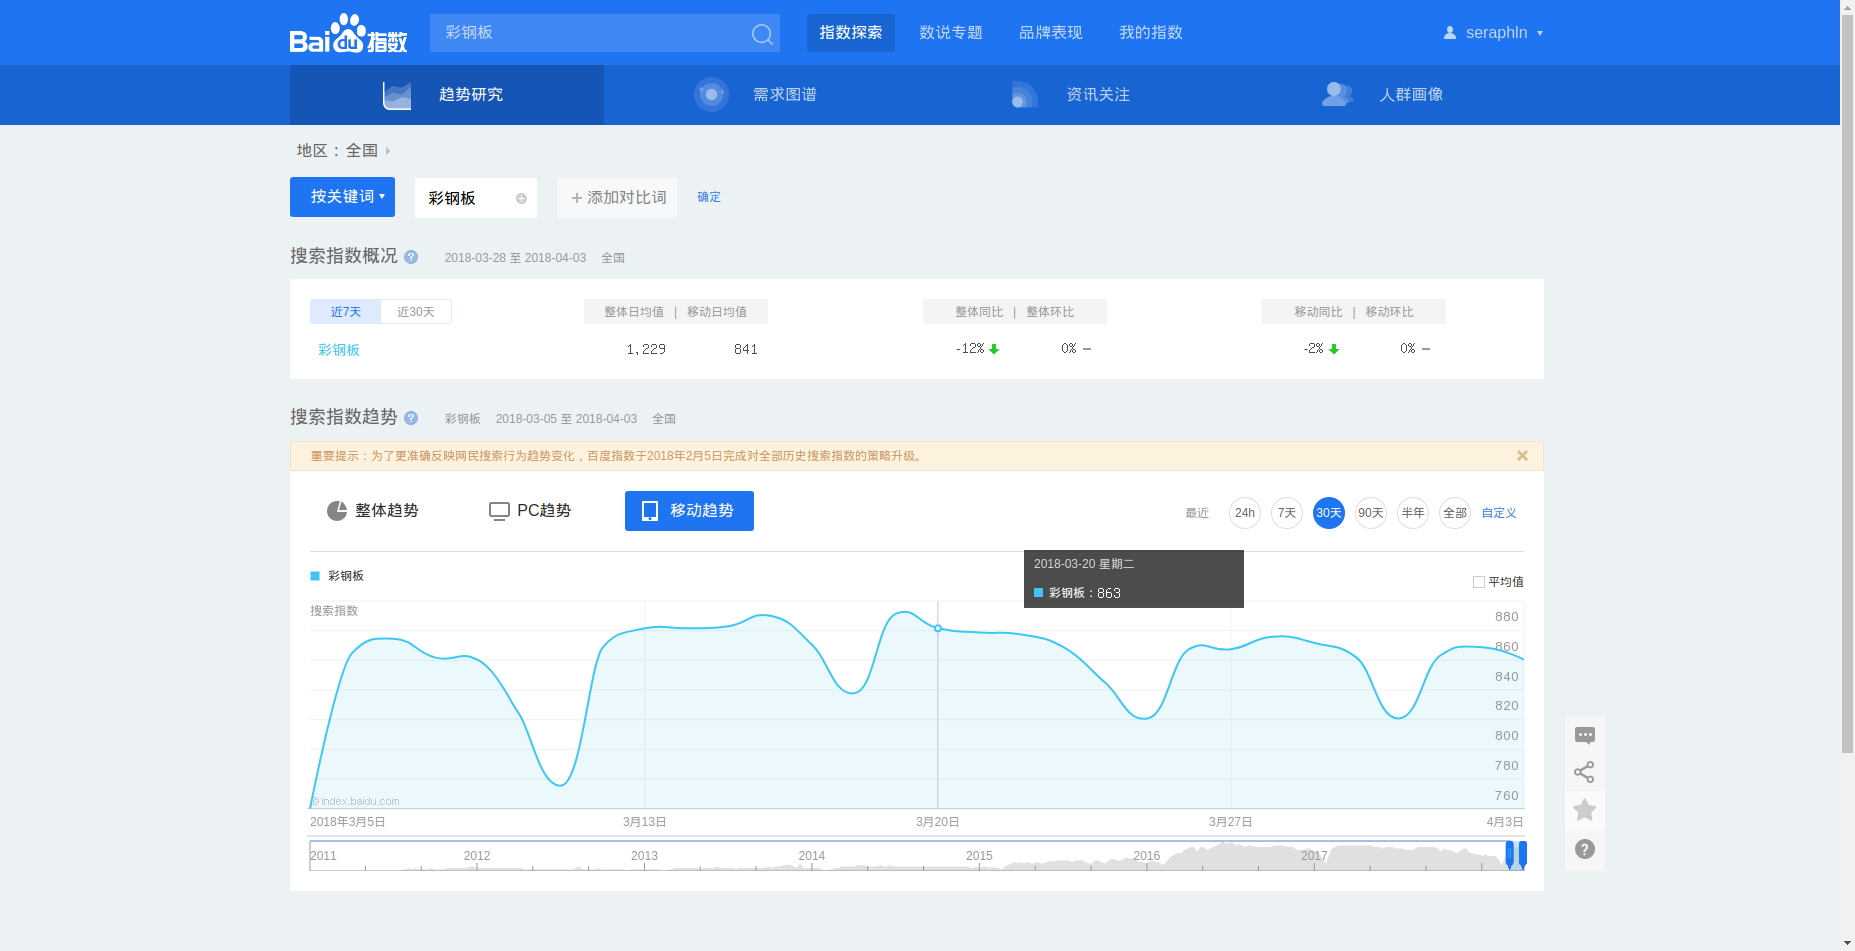 Bai du 指数 彩钢板 指数探索 数说专题 品牌表现 我的指数 seraphln
趋势研究 需求图谱 资讯关注 人群画像
地区：全国
按关键词 彩钢板 添加对比词 确定
搜索指数概况 ? 2018-03-28 至 2018-04-03 全国
近7天 近30天 整体日均值 | 移动日均值 整体同比 | 整体环比 移动同比 | 移动环比
彩钢板 1,229 841 -12% 0% -2% 0%
搜索指数趋势 ? 彩钢板 2018-03-05 至 2018-04-03 全国
重要提示：为了更准确反映网民搜索行为趋势变化，百度指数于2018年2月5日完成对全部历史搜索指数的策略升级。
整体趋势 PC趋势 移动趋势 最近 24h 7天 30天 90天 半年 全部 自定义
2018-03-20 星期二
彩钢板：863
彩钢板
平均值
搜索指数
880
860
840
820
800
780
760
© index.baidu.com
2018年3月5日 3月13日 3月20日 3月27日 4月3日
2011 2012 2013 2014 2015 2016 2017
?